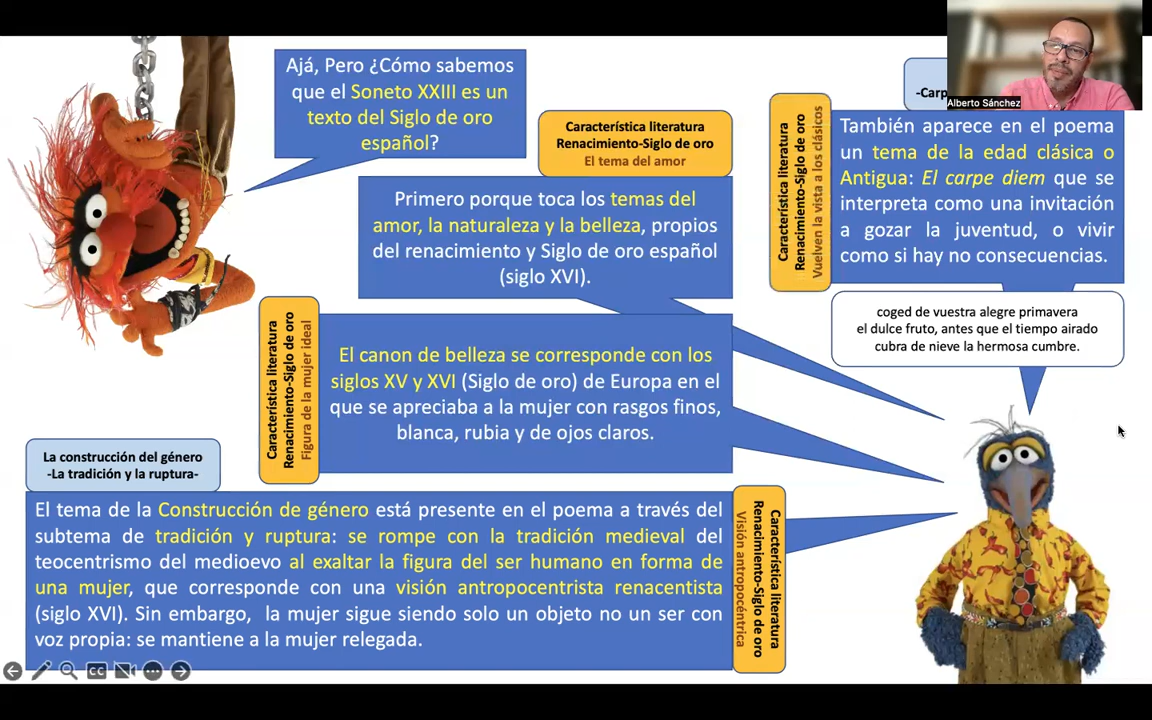 Ajá, Pero ¿Cómo sabemos
que el Soneto XXIII es un
texto del Siglo de oro
español?
Característica literatura
Renacimiento-Siglo de oro
El tema del amor
Primero porque toca los temas del
amor, la naturaleza y la belleza, propios
del renacimiento y Siglo de oro español
(siglo XVI).
Alberto Sánchez
Característica literatura
Renacimiento-Siglo de oro
Vuelven la vista a los clásicos
También aparece en el poema
un tema de la edad clásica o
Antigua: El carpe diem que se
interpreta como una invitación
a gozar la juventud, o vivir
como si hay no consecuencias.
coged de vuestra alegre primavera
el dulce fruto, antes que el tiempo airado
cubra de nieve la hermosa cumbre.
Característica literatura
Renacimiento-Siglo de oro
Figura de la mujer ideal
El canon de belleza se corresponde con los
siglos XV y XVI (Siglo de oro) de Europa en el
que se apreciaba a la mujer con rasgos finos,
blanca, rubia y de ojos claros.
La construcción del género
-La tradición y la ruptura-
El tema de la Construcción de género está presente en el poema a través del
subtema de tradición y ruptura: se rompe con la tradición medieval del
teocentrismo del medioevo al exaltar la figura del ser humano en forma de
una mujer, que corresponde con una visión antropocentrista renacentista
(siglo XVI). Sin embargo, la mujer sigue siendo solo un objeto no un ser con
voz propia: se mantiene a la mujer relegada.
Característica literatura
Renacimiento-Siglo de oro
Visión antropocéntrica
CC